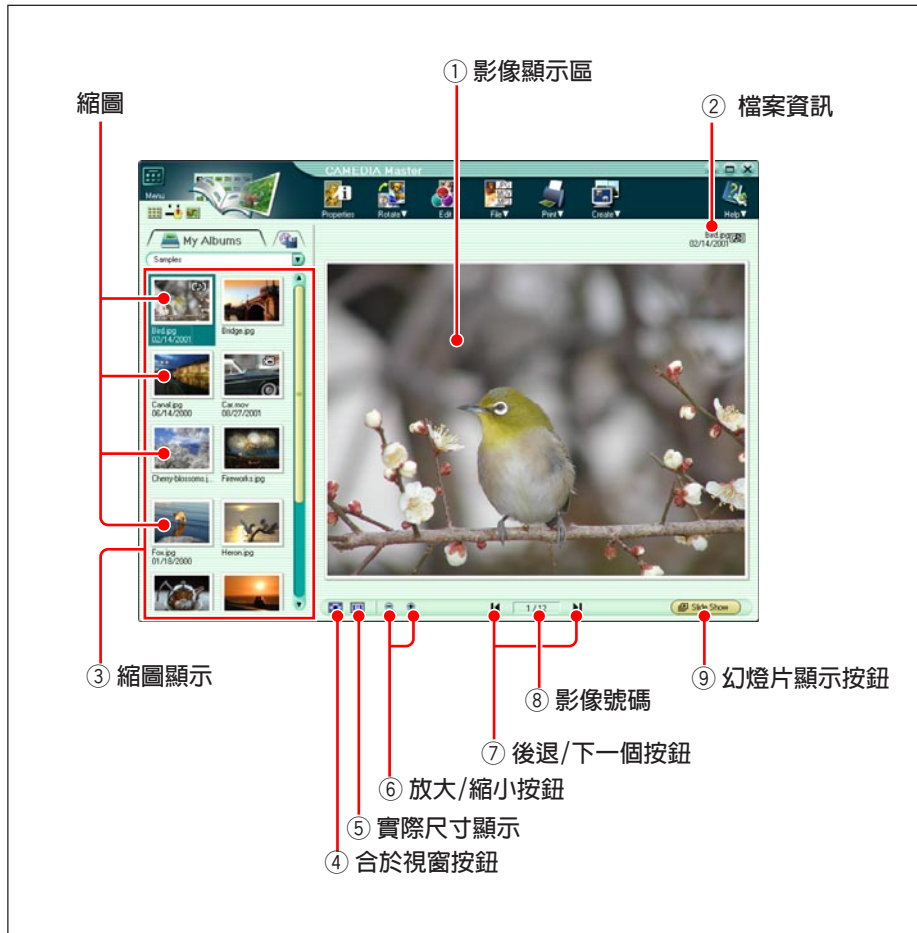 ① 影像顯示區
縮圖
② 檔案資訊
CAMEDIA Master
Menu
Properties
Rotate▼
Edit
File▼
Print▼
Create▼
Help▼
My Albums
Bird.jpg
02/14/2001
Samples
Bird.jpg
02/14/2001
Bridge.jpg
Canal.jpg
06/14/2000
Car.mov
08/27/2001
Cherry-blossoms.j...
Fireworks.jpg
Fox.jpg
01/18/2000
Heron.jpg
1 / 12
Slide Show
③ 縮圖顯示
⑨ 幻燈片顯示按鈕
⑧ 影像號碼
⑦ 後退/下一個按鈕
⑥ 放大/縮小按鈕
⑤ 實際尺寸顯示
④ 合於視窗按鈕